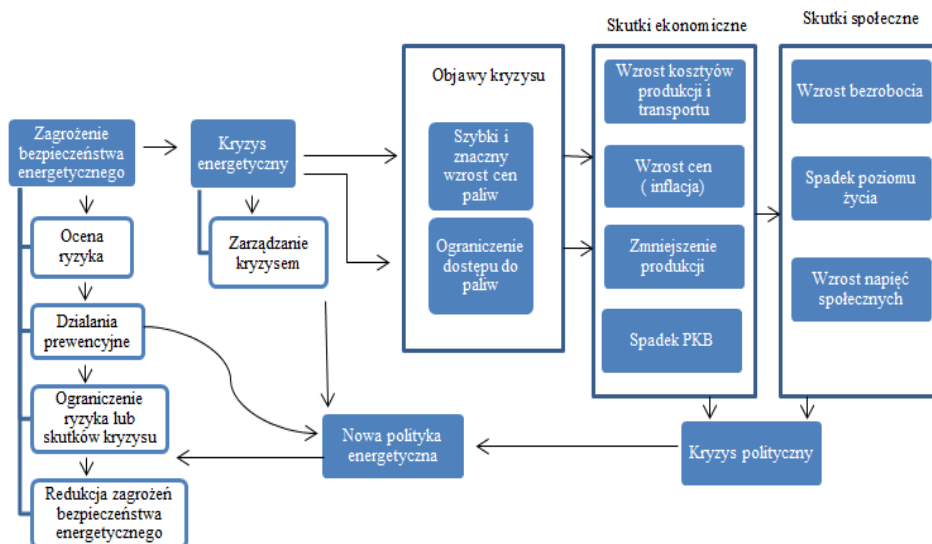 Skutki ekonomiczne
Skutki społeczne
Objawy kryzysu
Wzrost kosztyów
produkcji i
transportu
Wzrost bezrobocia
Zagrożenie
bezpieczeństwa
energetycznego
Kryzys
energetyczny
Szybki i
znaczny
wzrost cen
paliw
Wzrost cen
( inflacja)
Spadek poziomu
życia
Ocena
ryzyka
Zarządzanie
kryzysem
Ograniczenie
dostępu do
paliw
Zmniejszenie
produkcji
Wzrost napięć
społecznych
Działania
prewencyjne
Spadek PKB
Ograniczenie
ryzyka lub
skutków kryzysu
Nowa polityka
energetyczna
Kryzys polityczny
Redukcja zagrożeń
bezpieczeństwa
energetycznego